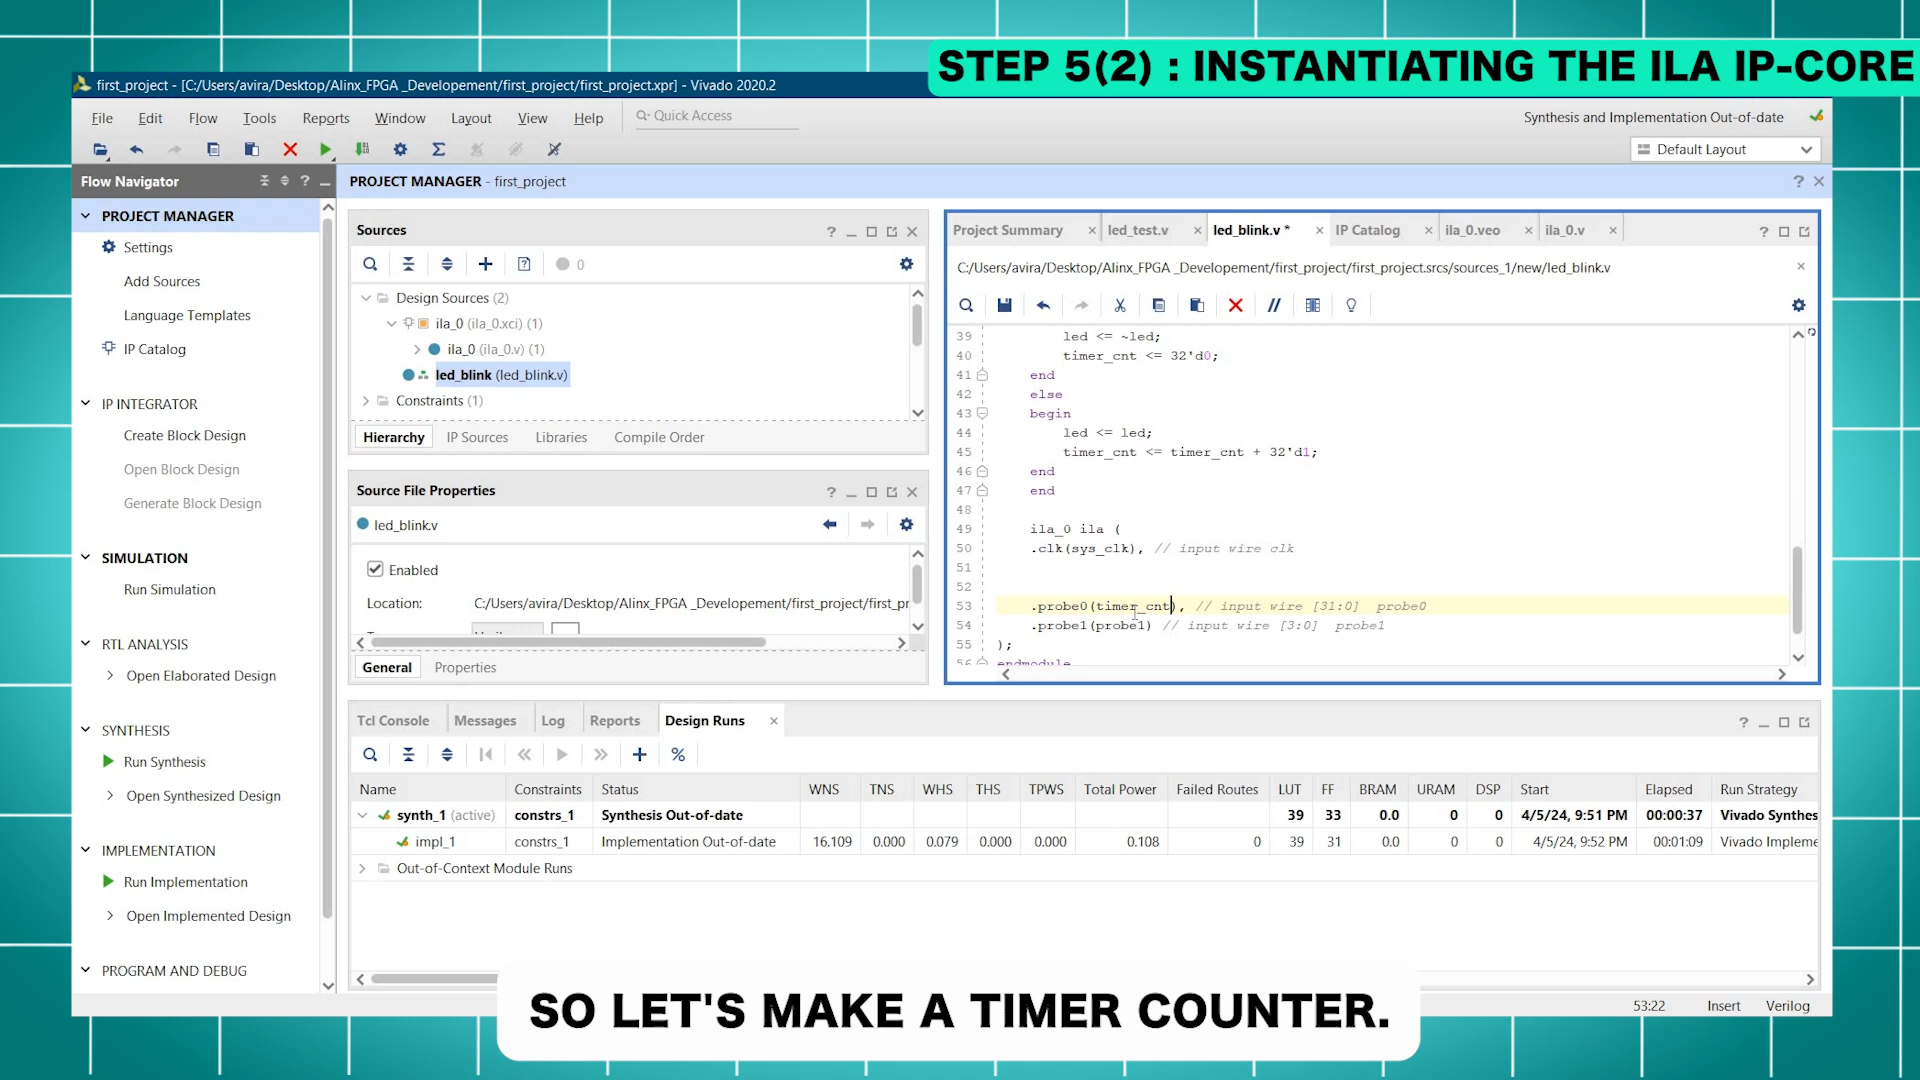 STEP 5(2) : INSTANTIATING THE ILA IP-CORE
first_project - [C:/Users/avira/Desktop/Alinx_FPGA _Developement/first_project/first_project.xpr] - Vivado 2020.2
File Edit Flow Tools Reports Window Layout View Help Quick Access
Synthesis and Implementation Out-of-date
Default Layout
Flow Navigator
PROJECT MANAGER - first_project
PROJECT MANAGER
Settings
Add Sources
Language Templates
IP Catalog
IP INTEGRATOR
Create Block Design
Open Block Design
Generate Block Design
SIMULATION
Run Simulation
RTL ANALYSIS
Open Elaborated Design
SYNTHESIS
Run Synthesis
Open Synthesized Design
IMPLEMENTATION
Run Implementation
Open Implemented Design
PROGRAM AND DEBUG
Sources
0
Design Sources (2)
ila_0 (ila_0.xci) (1)
ila_0 (ila_0.v) (1)
led_blink (led_blink.v)
Constraints (1)
Hierarchy IP Sources Libraries Compile Order
Source File Properties
led_blink.v
Enabled
Location: C:/Users/avira/Desktop/Alinx_FPGA _Developement/first_project/first_pr
General Properties
Project Summary led_test.v led_blink.v * IP Catalog ila_0.veo ila_0.v
C:/Users/avira/Desktop/Alinx_FPGA _Developement/first_project/first_project.srcs/sources_1/new/led_blink.v
39 led <= ~led;
40 timer_cnt <= 32'd0;
41 end
42 else
43 begin
44 led <= led;
45 timer_cnt <= timer_cnt + 32'd1;
46 end
47 end
48
49 ila_0 ila (
50 .clk(sys_clk), // input wire clk
51
52
53 .probe0(timer_cnt), // input wire [31:0] probe0
54 .probe1(probe1) // input wire [3:0] probe1
55 );
56 endmodule
Tcl Console Messages Log Reports Design Runs
Name Constraints Status WNS TNS WHS THS TPWS Total Power Failed Routes LUT FF BRAM URAM DSP Start Elapsed Run Strategy
synth_1 (active) constrs_1 Synthesis Out-of-date 39 33 0.0 0 0 4/5/24, 9:51 PM 00:00:37 Vivado Synthes
impl_1 constrs_1 Implementation Out-of-date 16.109 0.000 0.079 0.000 0.000 0.108 0 39 31 0.0 0 0 4/5/24, 9:52 PM 00:01:09 Vivado Impleme
Out-of-Context Module Runs
53:22 Insert Verilog
SO LET'S MAKE A TIMER COUNTER.